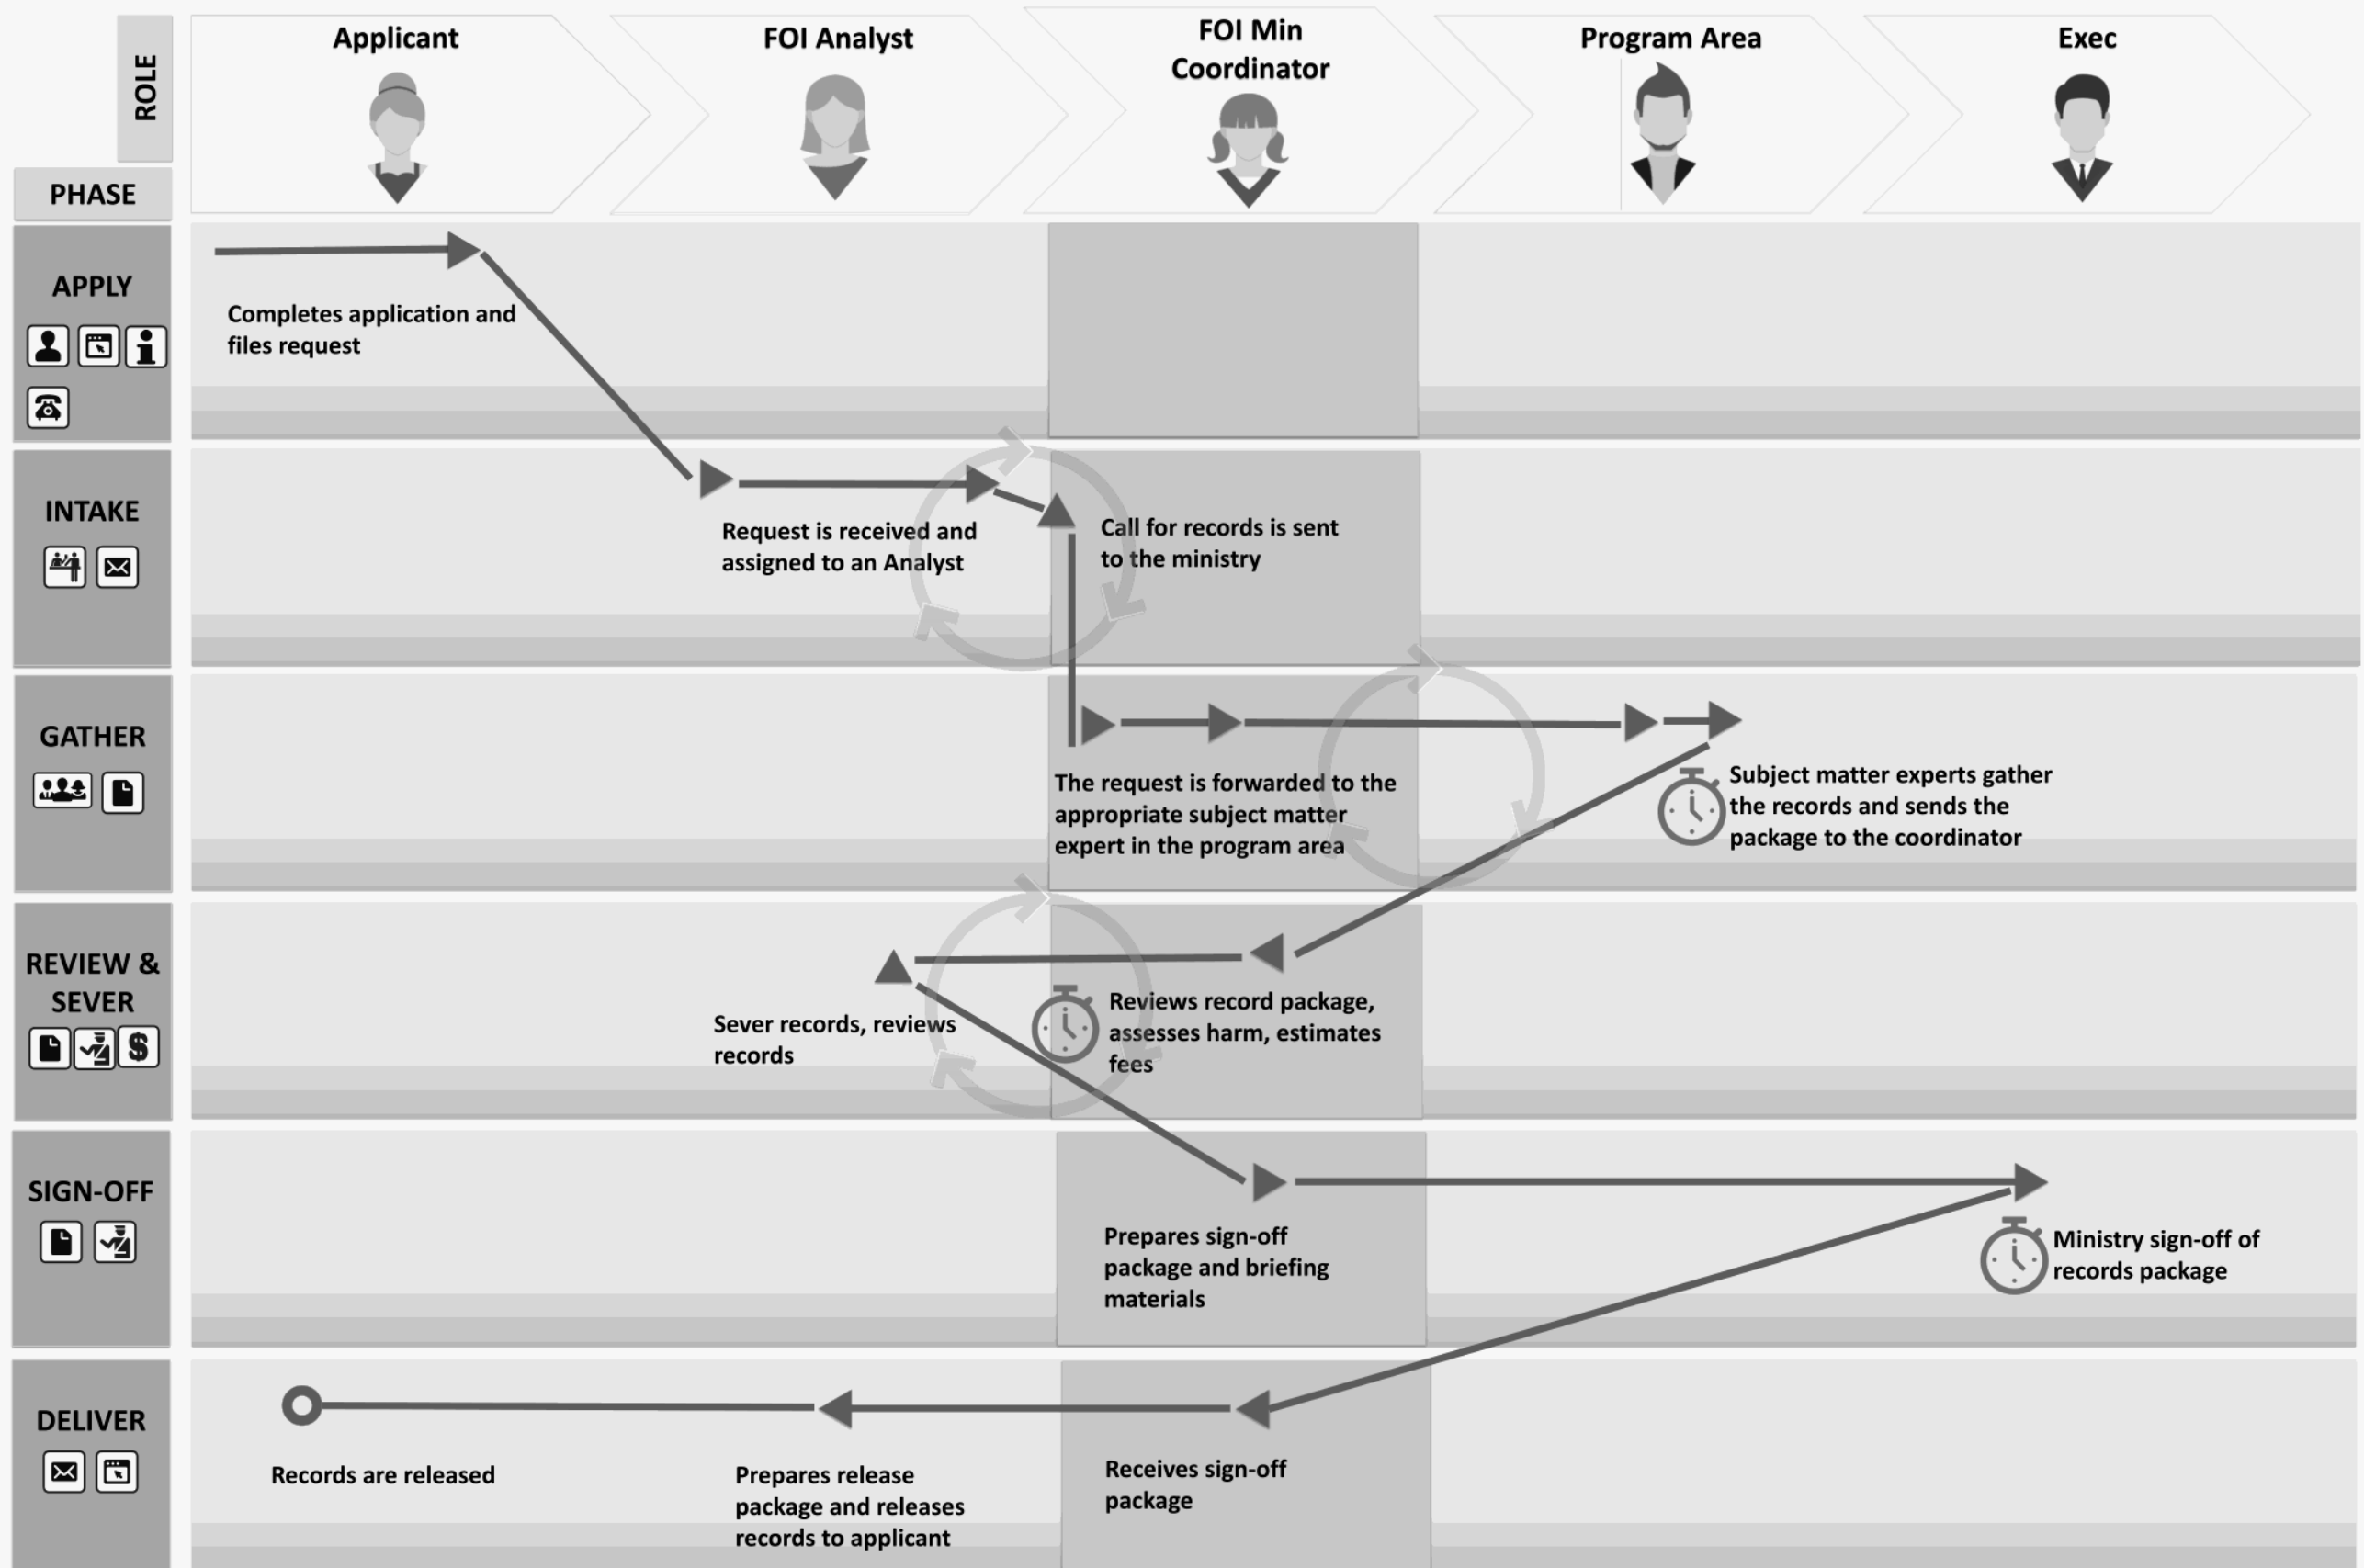 ROLE
Applicant
FOI Analyst
FOI Min
Coordinator
Program Area
Exec
PHASE
APPLY
Completes application and
files request
INTAKE
Request is received and
assigned to an Analyst
Call for records is sent
to the ministry
GATHER
The request is forwarded to the
appropriate subject matter
expert in the program area
Subject matter experts gather
the records and sends the
package to the coordinator
REVIEW &
SEVER
$
Sever records, reviews
records
Reviews record package,
assesses harm, estimates
fees
SIGN-OFF
Prepares sign-off
package and briefing
materials
Ministry sign-off of
records package
DELIVER
Records are released
Prepares release
package and releases
records to applicant
Receives sign-off
package